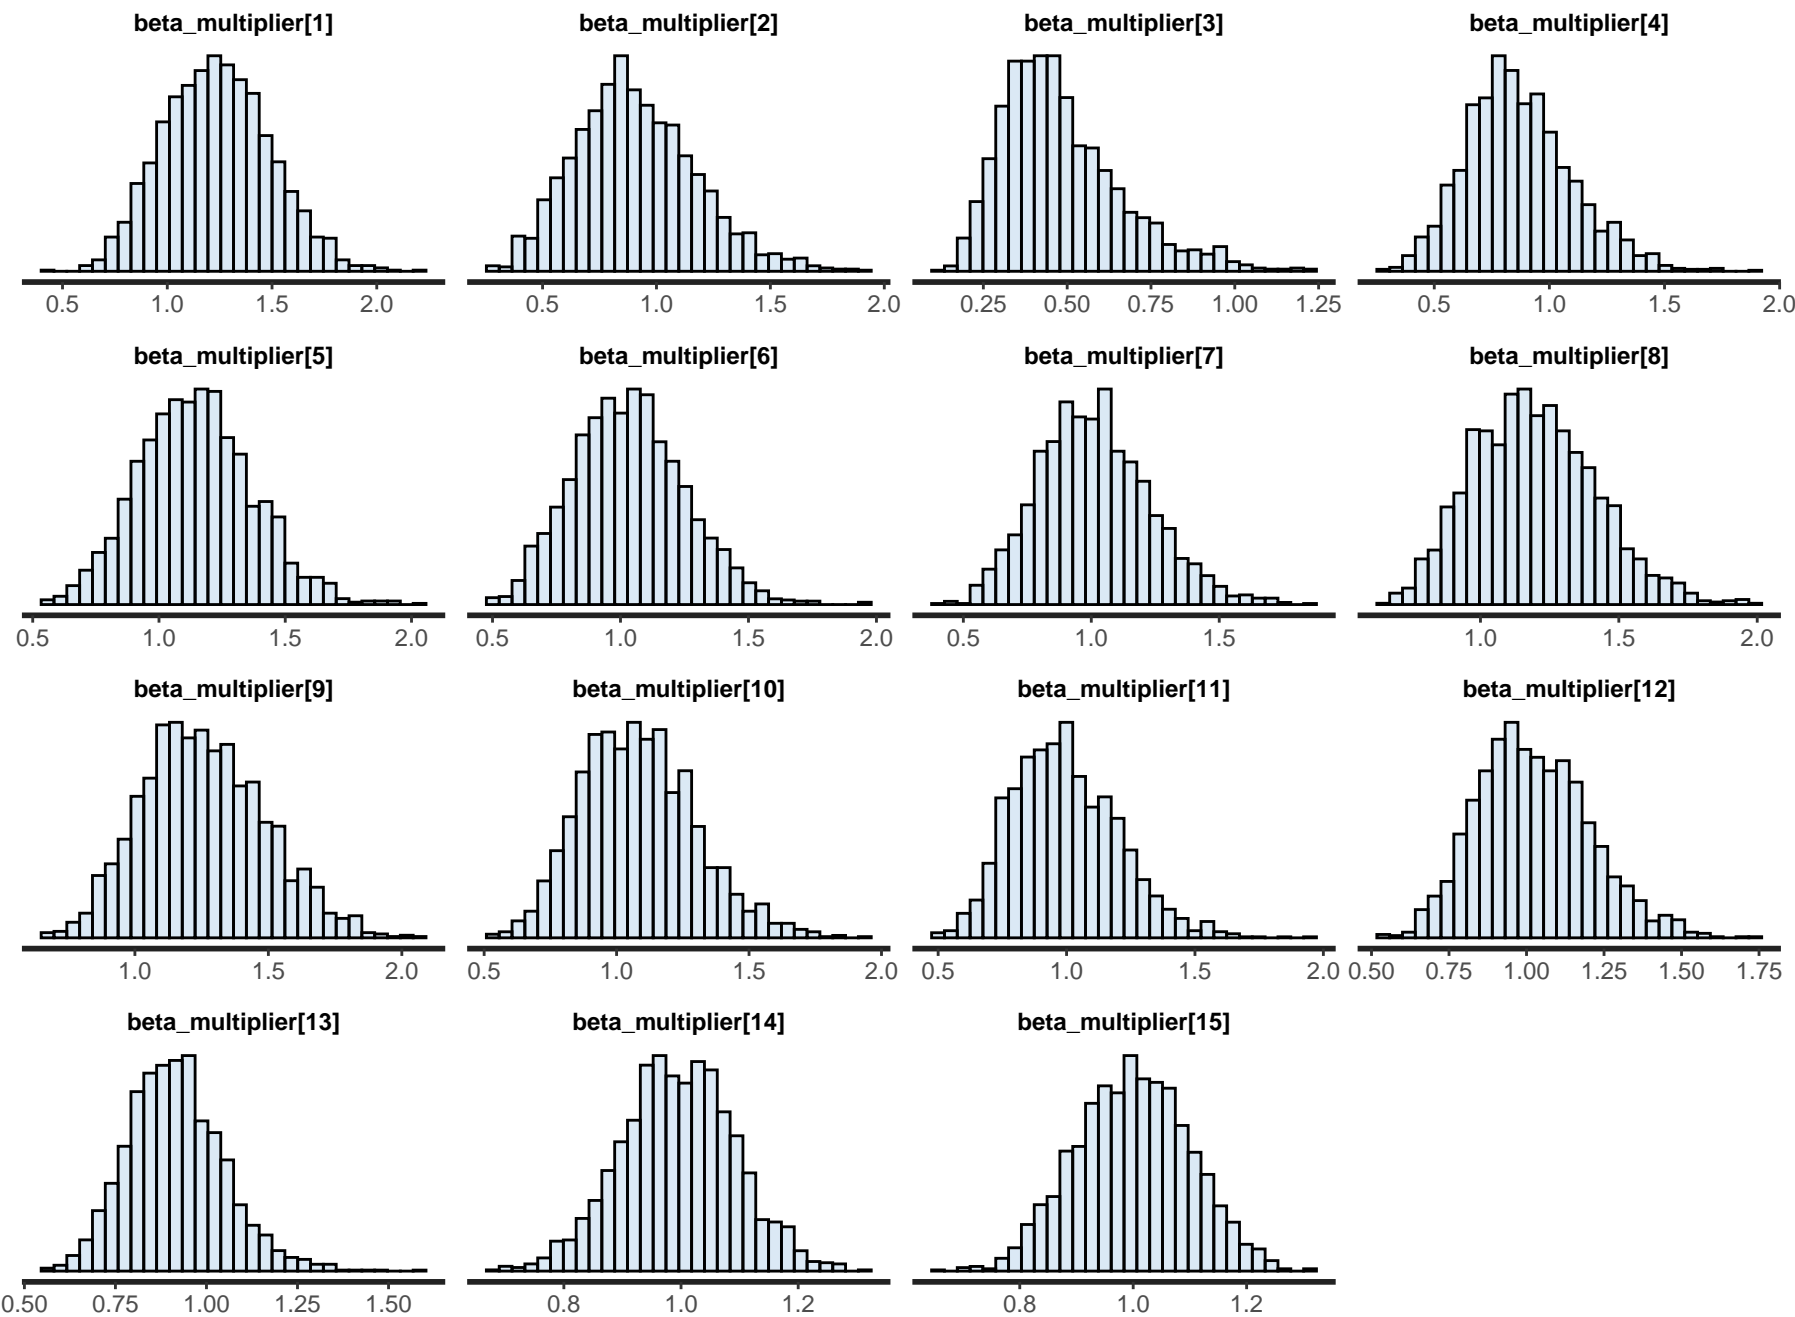 beta_multiplier[1] beta_multiplier[2] beta_multiplier[3] beta_multiplier[4]
0.5 1.0 1.5 2.0 0.5 1.0 1.5 2.0 0.25 0.50 0.75 1.00 1.25 0.5 1.0 1.5 2.0
beta_multiplier[5] beta_multiplier[6] beta_multiplier[7] beta_multiplier[8]
0.5 1.0 1.5 2.0 0.5 1.0 1.5 2.0 0.5 1.0 1.5 1.0 1.5 2.0
beta_multiplier[9] beta_multiplier[10] beta_multiplier[11] beta_multiplier[12]
1.0 1.5 2.0 0.5 1.0 1.5 2.0 0.5 1.0 1.5 2.0 0.50 0.75 1.00 1.25 1.50 1.75
beta_multiplier[13] beta_multiplier[14] beta_multiplier[15]
0.50 0.75 1.00 1.25 1.50 0.8 1.0 1.2 0.8 1.0 1.2